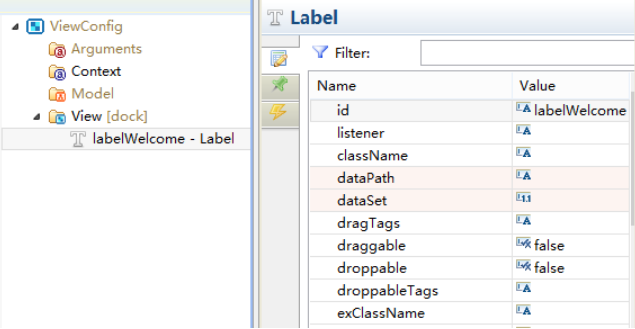 ViewConfig
Arguments
Context
Model
View [dock]
labelWelcome - Label
Label
Filter:
Name Value
id labelWelcome
listener
className
dataPath
dataSet
dragTags
draggable false
droppable false
droppableTags
exClassName